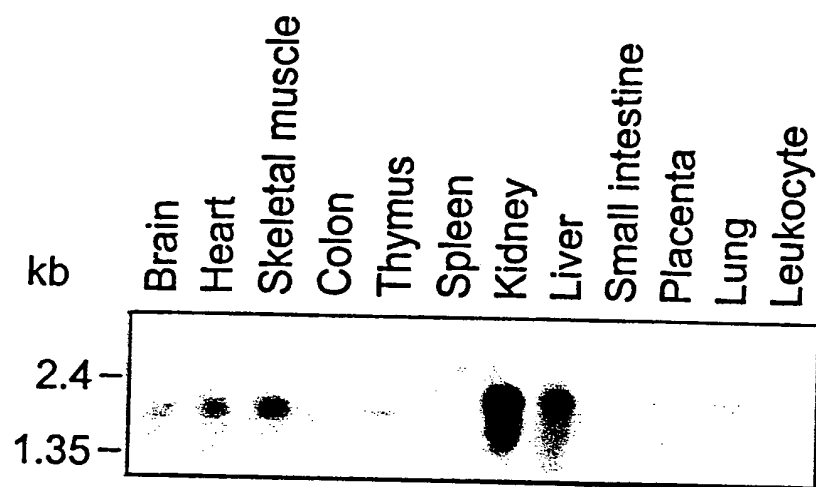 kb
Brain
Heart
Skeletal muscle
Colon
Thymus
Spleen
Kidney
Liver
Small intestine
Placenta
Lung
Leukocyte
2.4
1.35